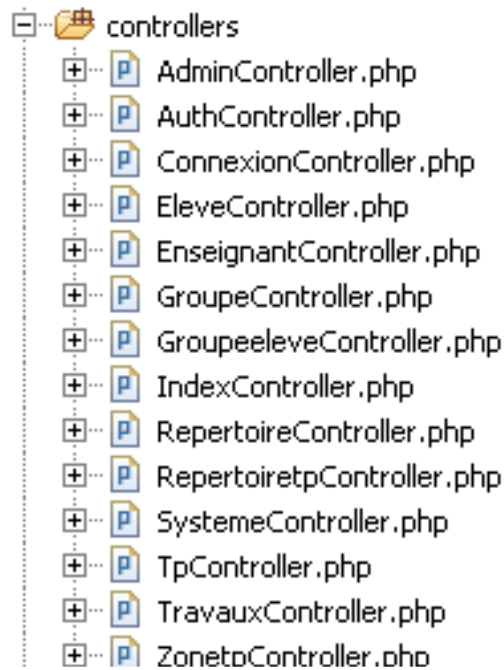 controllers
AdminController.php
AuthController.php
ConnexionController.php
EleveController.php
EnseignantController.php
GroupeController.php
GroupeeleveController.php
IndexController.php
RepertoireController.php
RepertoiretpController.php
SystemeController.php
TpController.php
TravauxController.php
ZonetpController.php